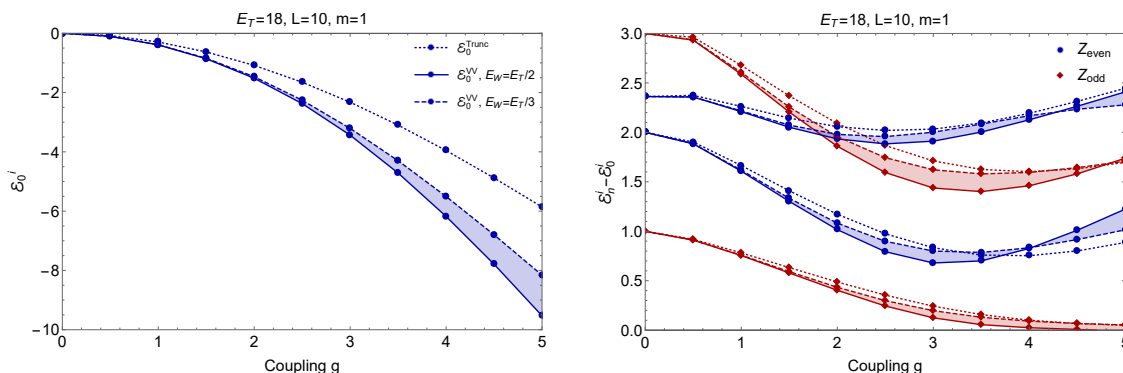 E_T=18, L=10, m=1
ℰ_0^i
0
−2
−4
−6
−8
−10
0 1 2 3 4 5
Coupling g
ℰ_0^Trunc
ℰ_0^VV, E_W=E_T/2
ℰ_0^VV, E_W=E_T/3
E_T=18, L=10, m=1
ℰ_n^i−ℰ_0^i
3.0
2.5
2.0
1.5
1.0
0.5
0.0
0 1 2 3 4 5
Coupling g
Z_even
Z_odd